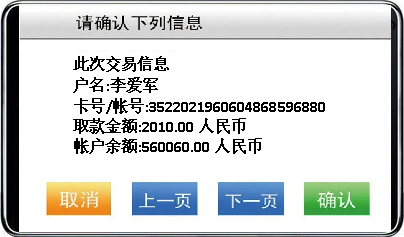 请确认下列信息
此次交易信息
户名:李爱军
卡号/帐号:3522021960604868596880
取款金额:2010.00 人民币
帐户余额:560060.00 人民币
取消
上一页
下一页
确认